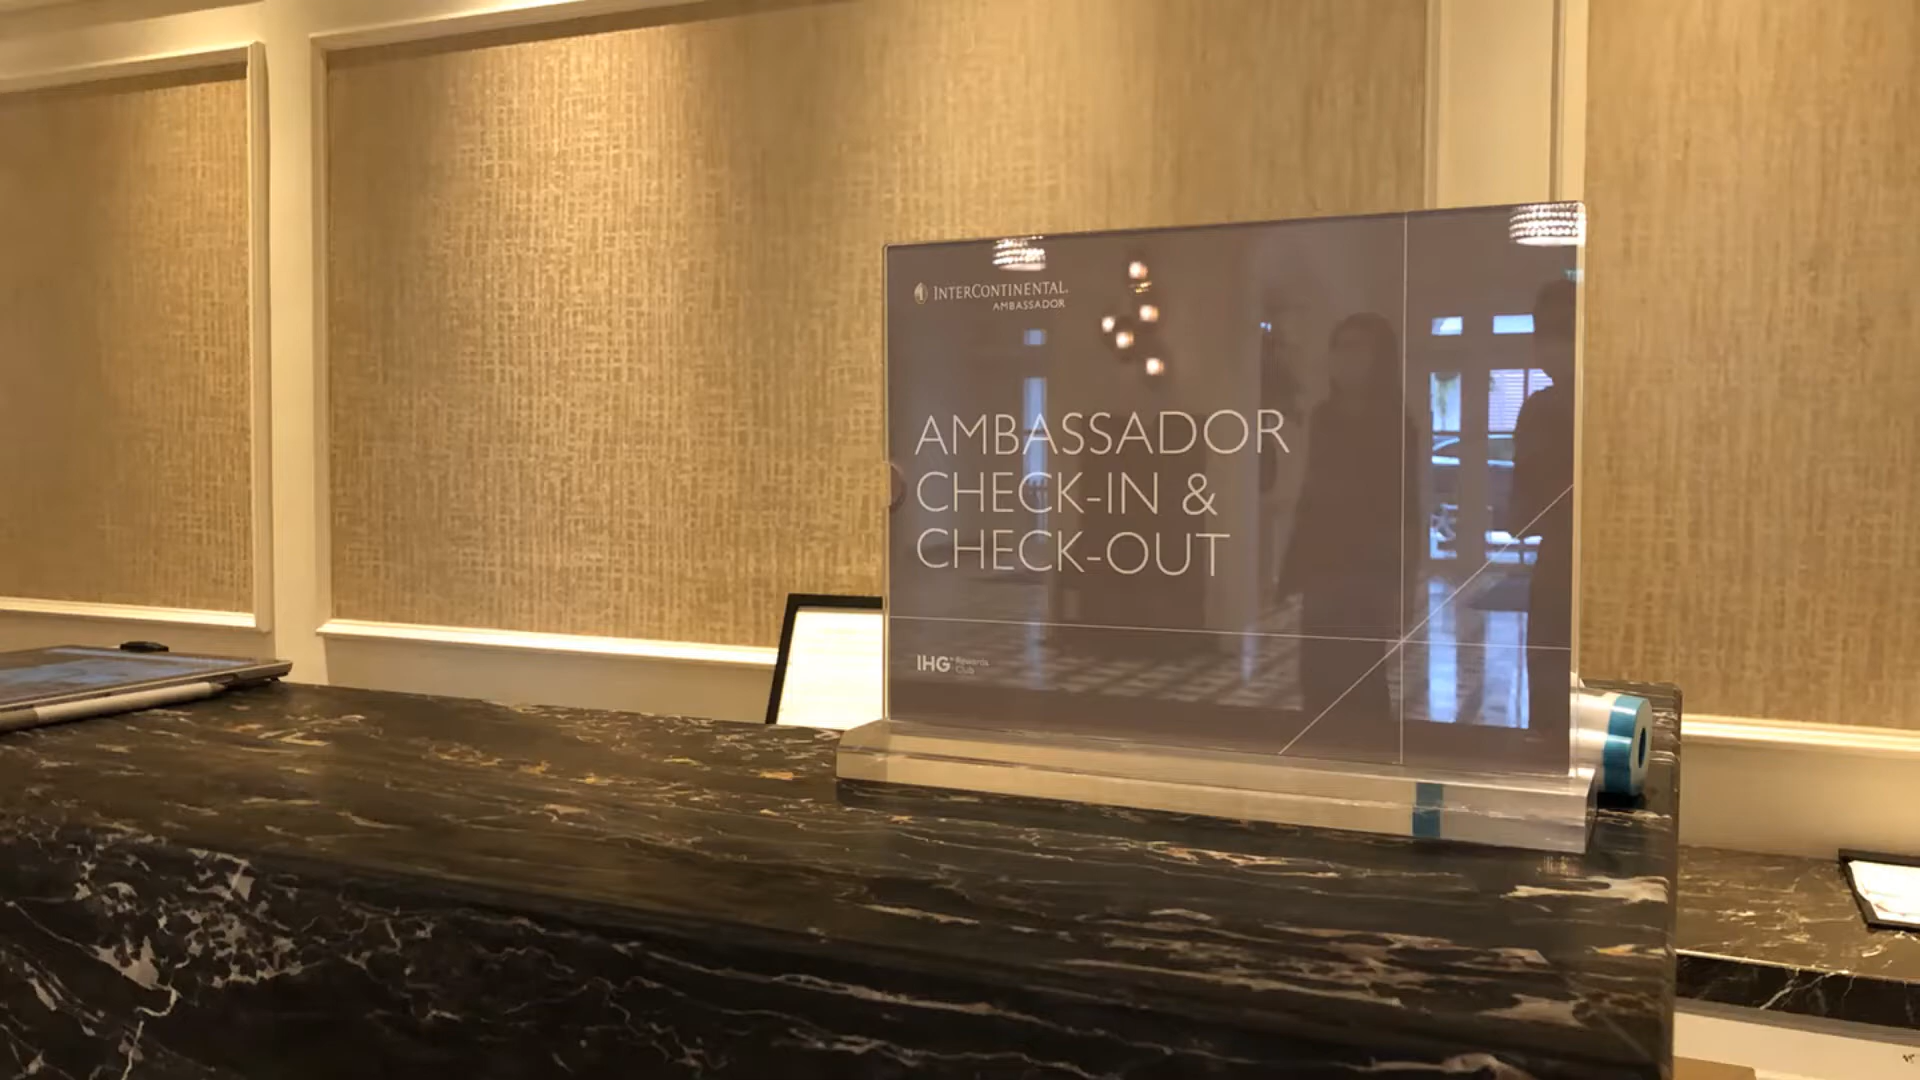 INTERCONTINENTAL®
AMBASSADOR
AMBASSADOR
CHECK-IN &
CHECK-OUT
IHG® Rewards
Club